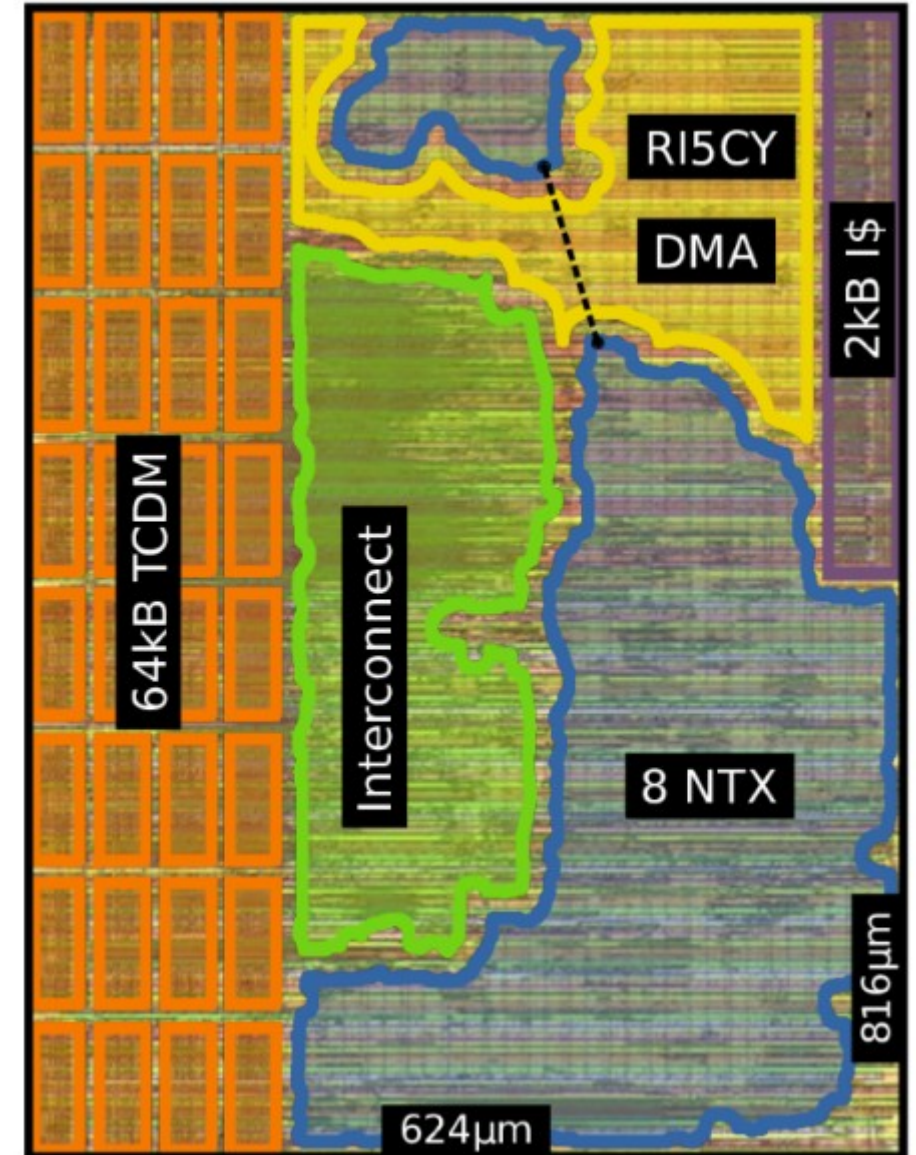 RI5CY
DMA
2kB I$
64kB TCDM
Interconnect
8 NTX
816µm
624µm